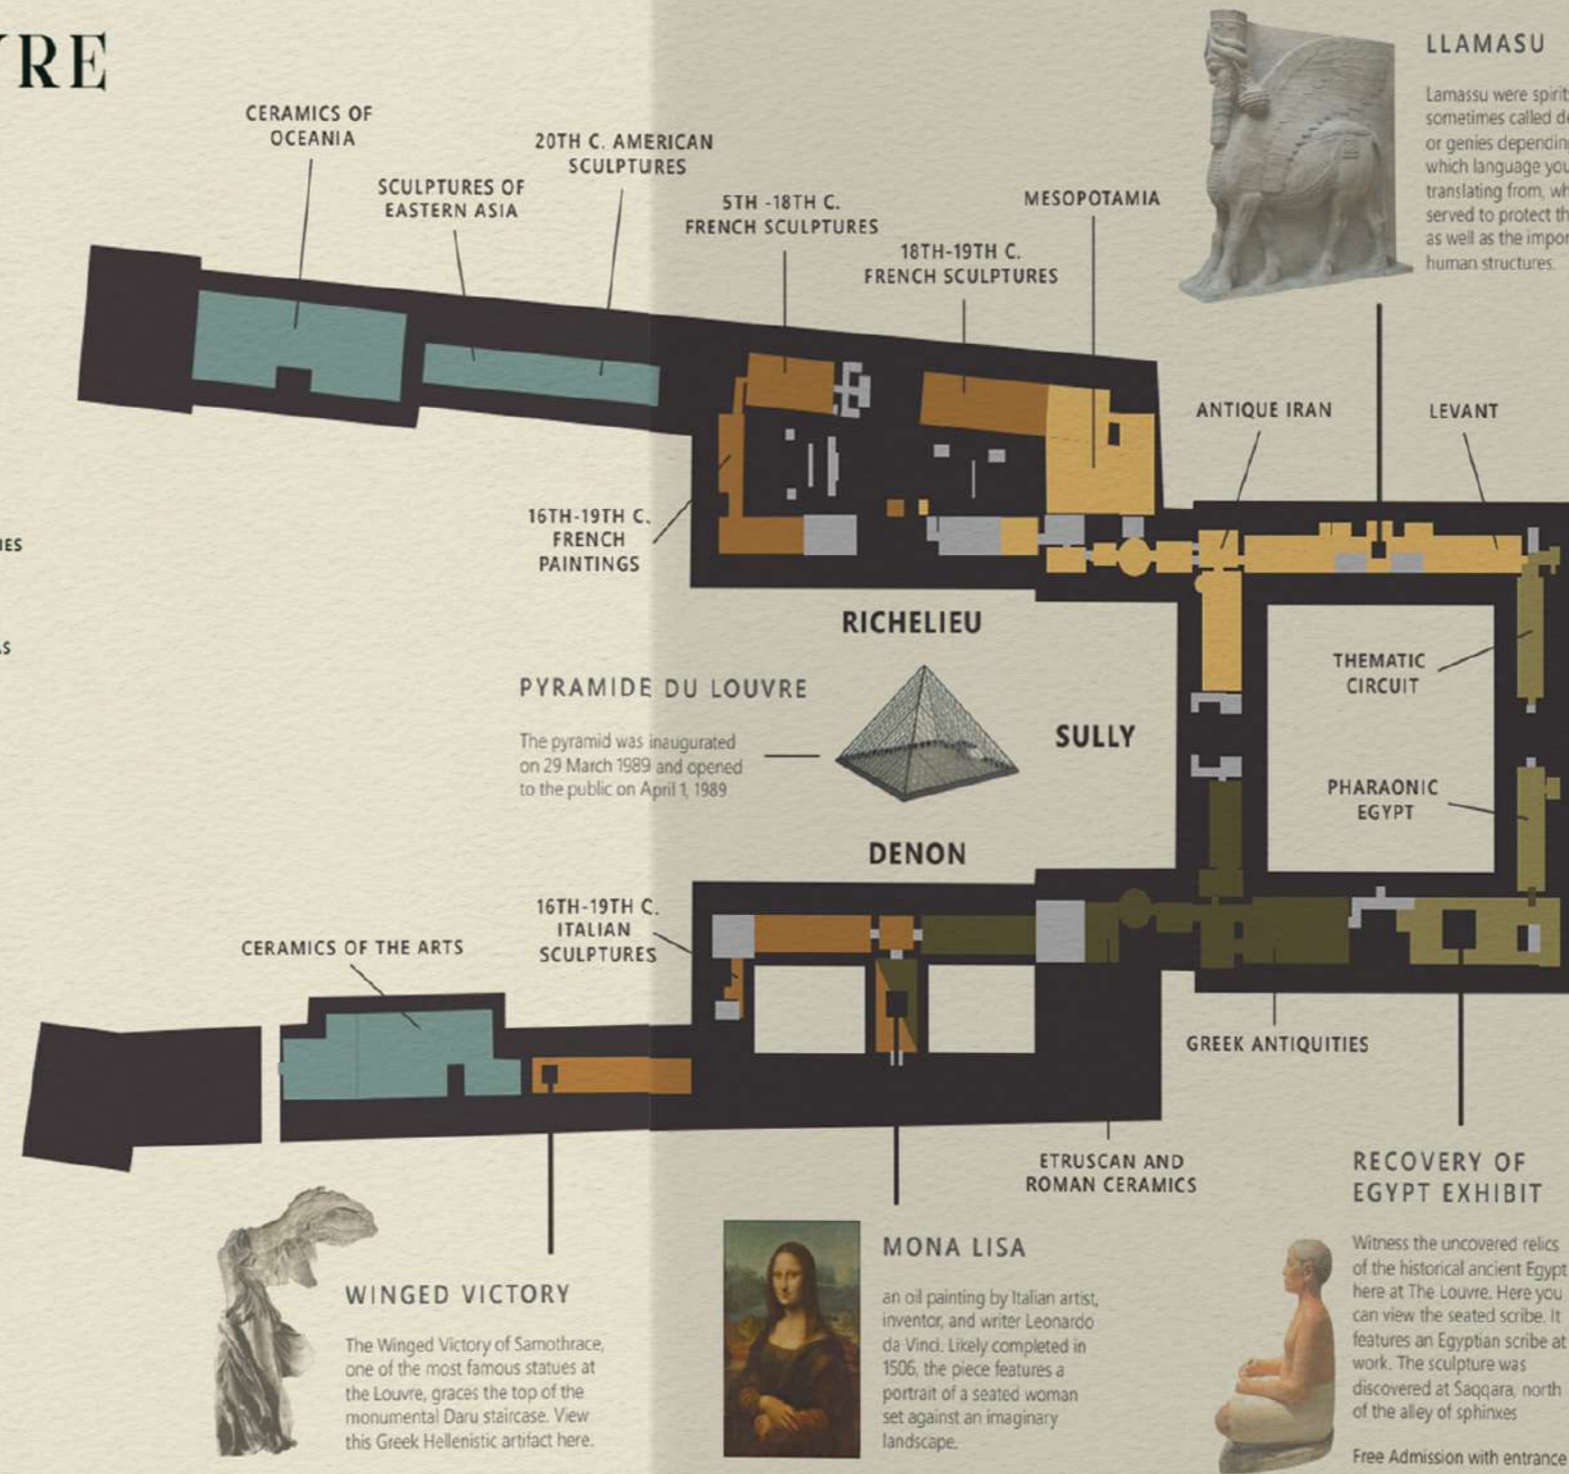 CERAMICS OF
OCEANIA
20TH C. AMERICAN
SCULPTURES
SCULPTURES OF
EASTERN ASIA
5TH -18TH C.
FRENCH SCULPTURES
18TH-19TH C.
FRENCH SCULPTURES
MESOPOTAMIA
LLAMASU
Lamassu were
sometimes called
or genies
which language
translating from,
served to protect
as well as the
human structures.
ANTIQUE IRAN
LEVANT
16TH-19TH C.
FRENCH
PAINTINGS
RICHELIEU
PYRAMIDE DU LOUVRE
The pyramid was inaugurated
on 29 March 1989 and opened
to the public on April 1, 1989
SULLY
THEMATIC
CIRCUIT
PHARAONIC
EGYPT
DENON
16TH-19TH C.
ITALIAN
SCULPTURES
CERAMICS OF THE ARTS
GREEK ANTIQUITIES
ETRUSCAN AND
ROMAN CERAMICS
WINGED VICTORY
The Winged Victory of Samothrace,
one of the most famous statues at
the Louvre, graces the top of the
monumental Daru staircase. View
this Greek Hellenistic artifact here.
MONA LISA
an oil painting by Italian artist,
inventor, and writer Leonardo
da Vinci. Likely completed in
1506, the piece features a
portrait of a seated woman
set against an imaginary
landscape.
RECOVERY OF
EGYPT EXHIBIT
Witness the uncovered relics
of the historical ancient Egypt
here at The Louvre. Here you
can view the seated scribe. It
features an Egyptian scribe at
work. The sculpture was
discovered at Saqqara, north
of the alley of sphinxes
Free Admission with entrance